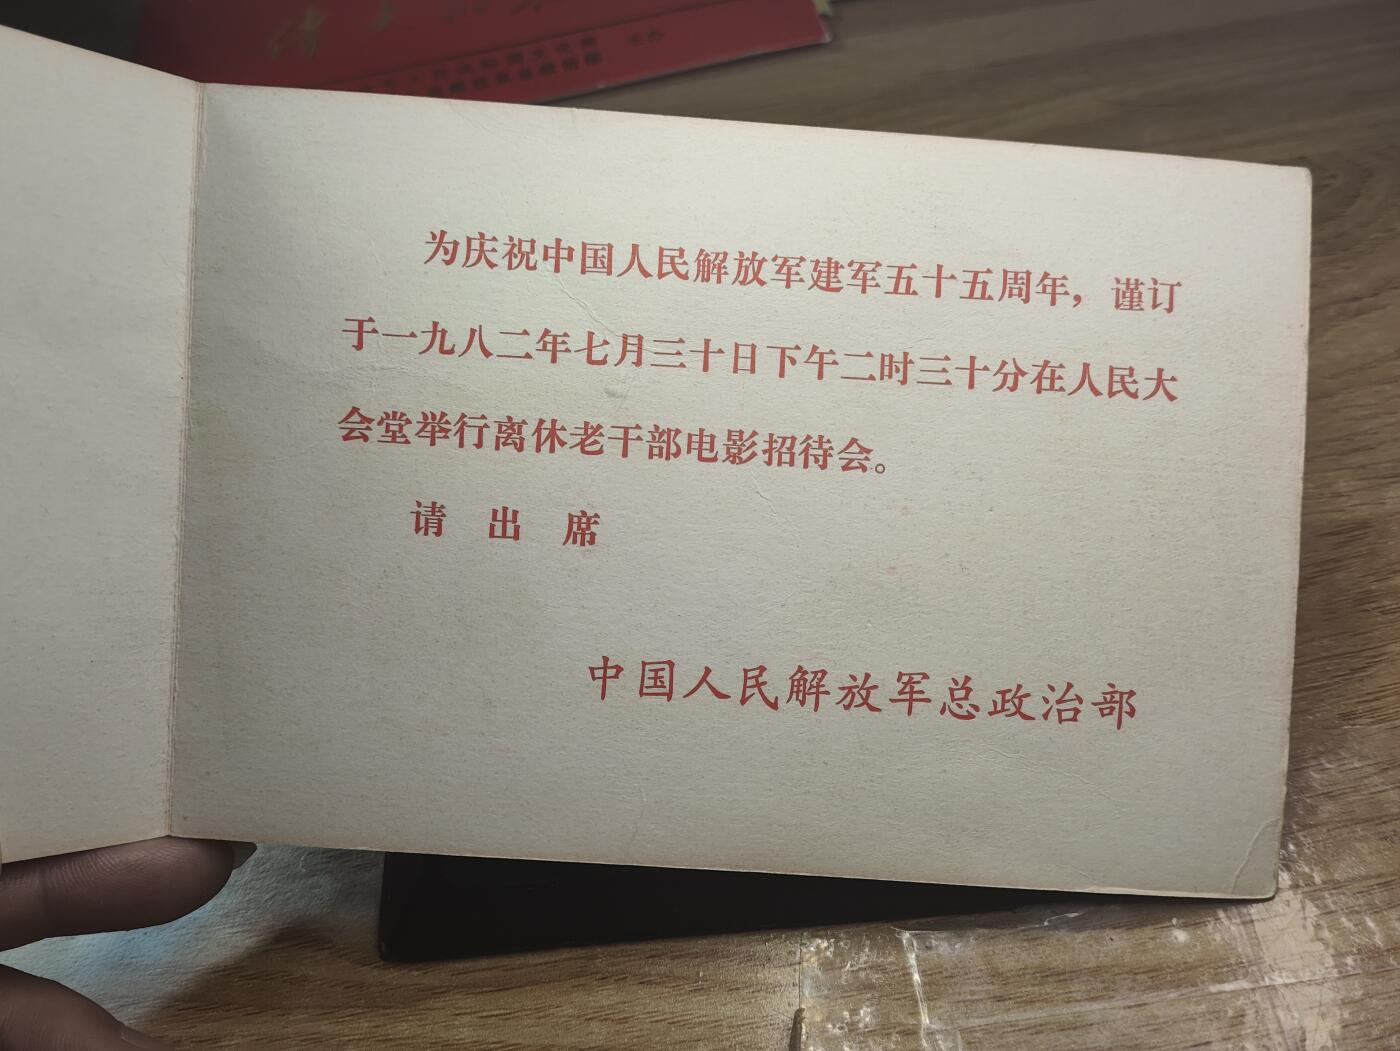 为庆祝中国人民解放军建军五十五周年，谨订
于一九八二年七月三十日下午二时三十分在人民大
会堂举行离休老干部电影招待会。
请 出 席
中国人民解放军总政治部